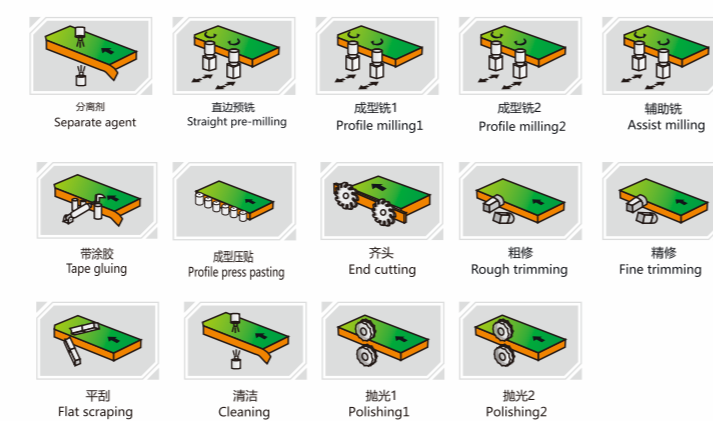 分离剂
Separate agent
直边预铣
Straight pre-milling
成型铣1
Profile milling1
成型铣2
Profile milling2
辅助铣
Assist milling
带涂胶
Tape gluing
成型压贴
Profile press pasting
齐头
End cutting
粗修
Rough trimming
精修
Fine trimming
平刮
Flat scraping
清洁
Cleaning
抛光1
Polishing1
抛光2
Polishing2